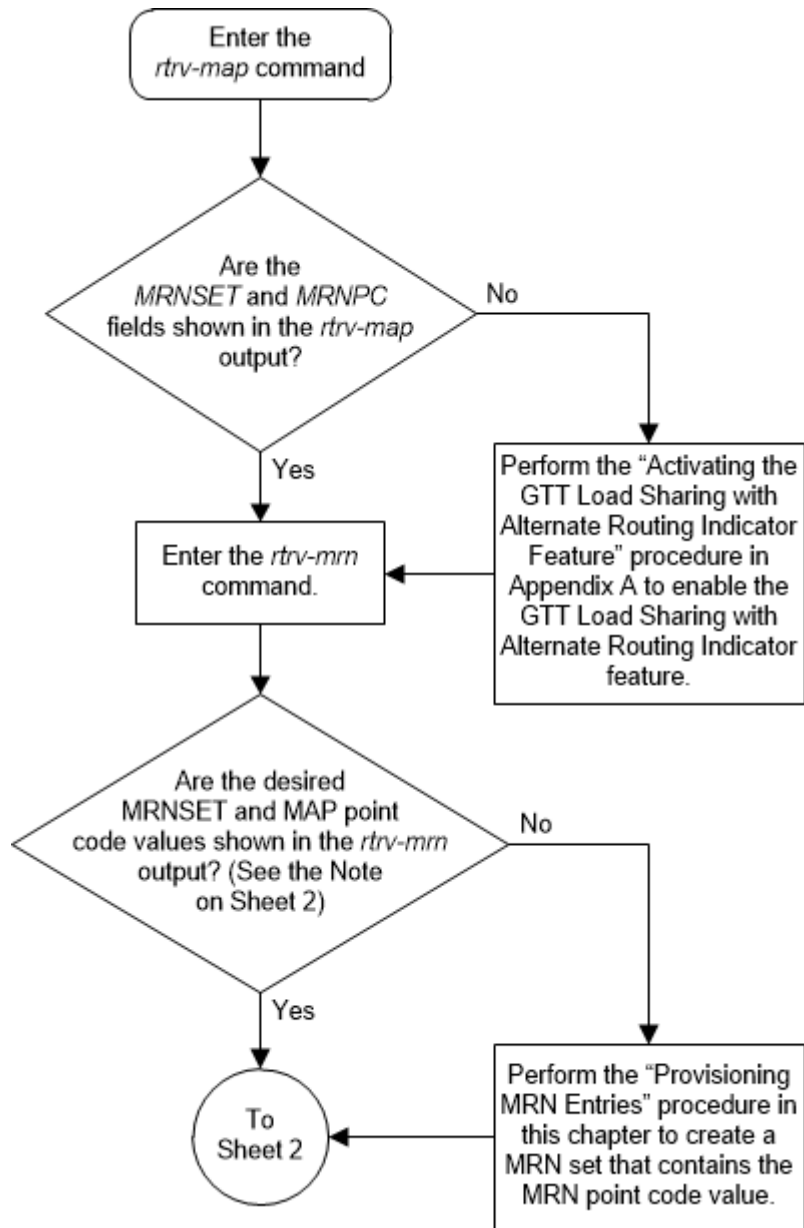 Enter the
rtrv-map command
Are the
MRNSET and MRNPC
fields shown in the rtrv-map
output?
No
Yes
Perform the “Activating the
GTT Load Sharing with
Alternate Routing Indicator
Feature” procedure in
Appendix A to enable the
GTT Load Sharing with
Alternate Routing Indicator
feature.
Enter the rtrv-mrn
command.
Are the desired
MRNSET and MAP point
code values shown in the rtrv-mrn
output? (See the Note
on Sheet 2)
No
Yes
Perform the “Provisioning
MRN Entries” procedure in
this chapter to create a
MRN set that contains the
MRN point code value.
To
Sheet 2